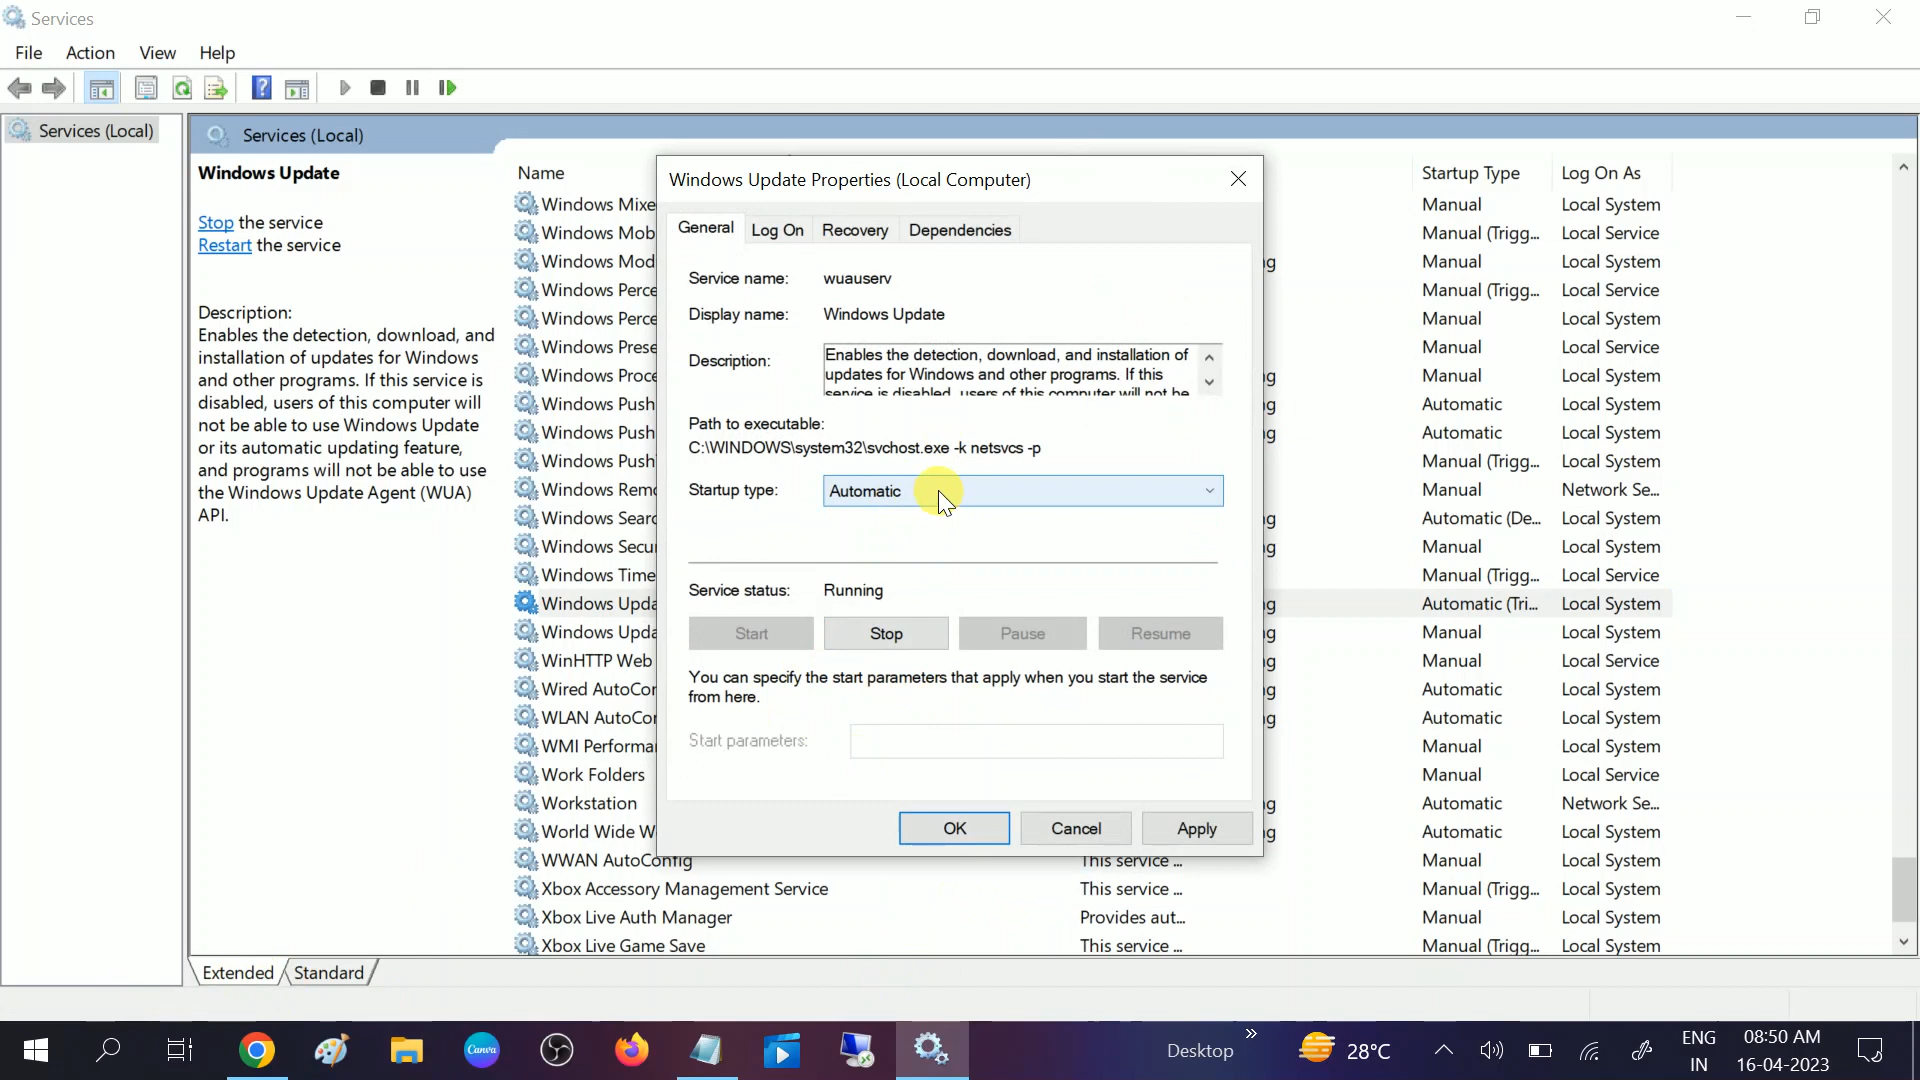 Services
File Action View Help
Services (Local)
Services (Local)
Windows Update
Stop the service
Restart the service
Description:
Enables the detection, download, and
installation of updates for Windows
and other programs. If this service is
disabled, users of this computer will
not be able to use Windows Update
or its automatic updating feature,
and programs will not be able to use
the Windows Update Agent (WUA)
API.
Name Startup Type Log On As
Windows Mixe Manual Local System
Windows Mob Manual (Trigg... Local Service
Windows Mod Manual Local System
Windows Perce Manual (Trigg... Local Service
Windows Perce Manual Local System
Windows Prese Manual Local Service
Windows Proce Manual Local System
Windows Push Automatic Local System
Windows Push Automatic Local System
Windows Push Manual (Trigg... Local System
Windows Remo Manual Network Se...
Windows Searc Automatic (De... Local System
Windows Secu Manual Local System
Windows Time Manual (Trigg... Local Service
Windows Upda Automatic (Tri... Local System
Windows Upda Manual Local System
WinHTTP Web Manual Local Service
Wired AutoCor Automatic Local System
WLAN AutoCor Automatic Local System
WMI Performa Manual Local System
Work Folders Manual Local Service
Workstation Automatic Network Se...
World Wide W Automatic Local System
WWAN AutoConfig This service ... Manual Local System
Xbox Accessory Management Service This service ... Manual (Trigg... Local System
Xbox Live Auth Manager Provides aut... Manual Local System
Xbox Live Game Save This service ... Manual (Trigg... Local System
Windows Update Properties (Local Computer)
General Log On Recovery Dependencies
Service name: wuauserv
Display name: Windows Update
Description: Enables the detection, download, and installation of
updates for Windows and other programs. If this
service is disabled, users of this computer will not be
Path to executable:
C:\WINDOWS\system32\svchost.exe -k netsvcs -p
Startup type: Automatic
Service status: Running
Start Stop Pause Resume
You can specify the start parameters that apply when you start the service
from here.
Start parameters:
OK Cancel Apply
Extended Standard
Canva
Desktop
28°C
ENG
IN
08:50 AM
16-04-2023